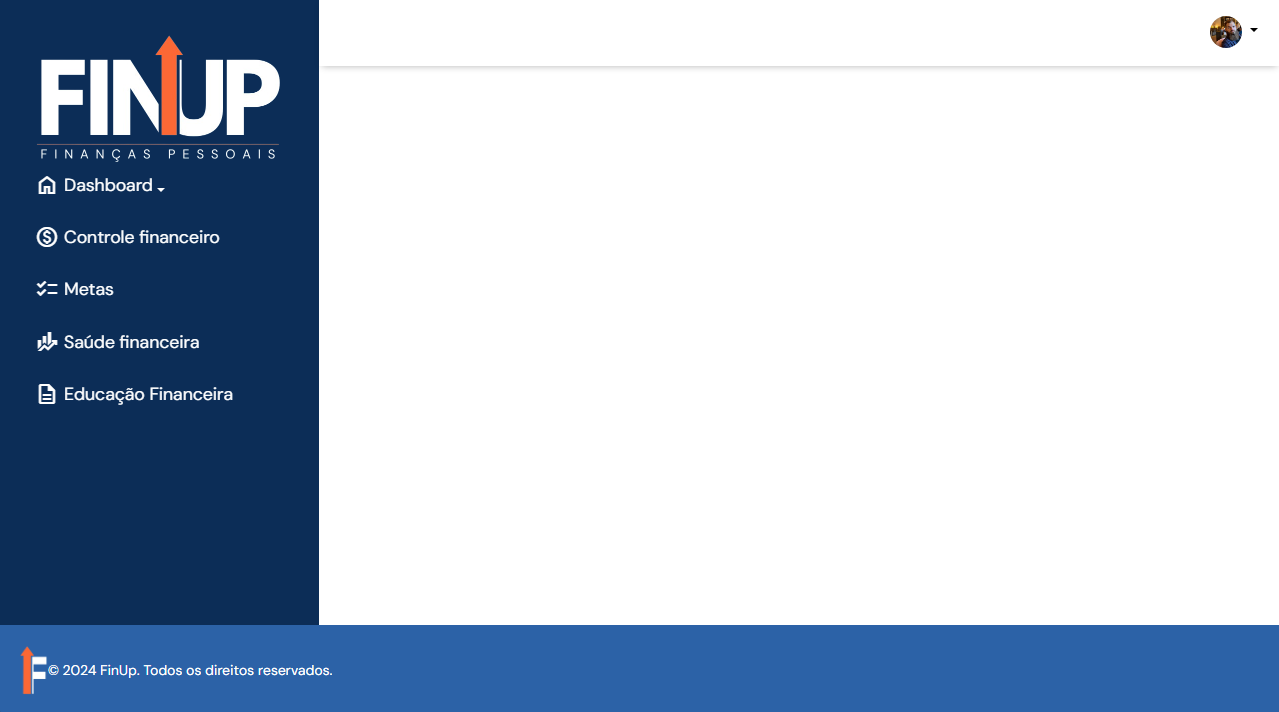 FINUP
FINANÇAS PESSOAIS
Dashboard
Controle financeiro
Metas
Saúde financeira
Educação Financeira
F © 2024 FinUp. Todos os direitos reservados.